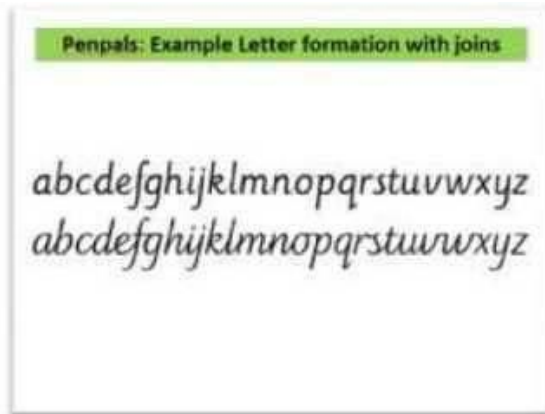 Penpals: Example Letter formation with joins
abcdefghijklmnopqrstuvwxyz
abcdefghijklmnopqrstuvwxyz